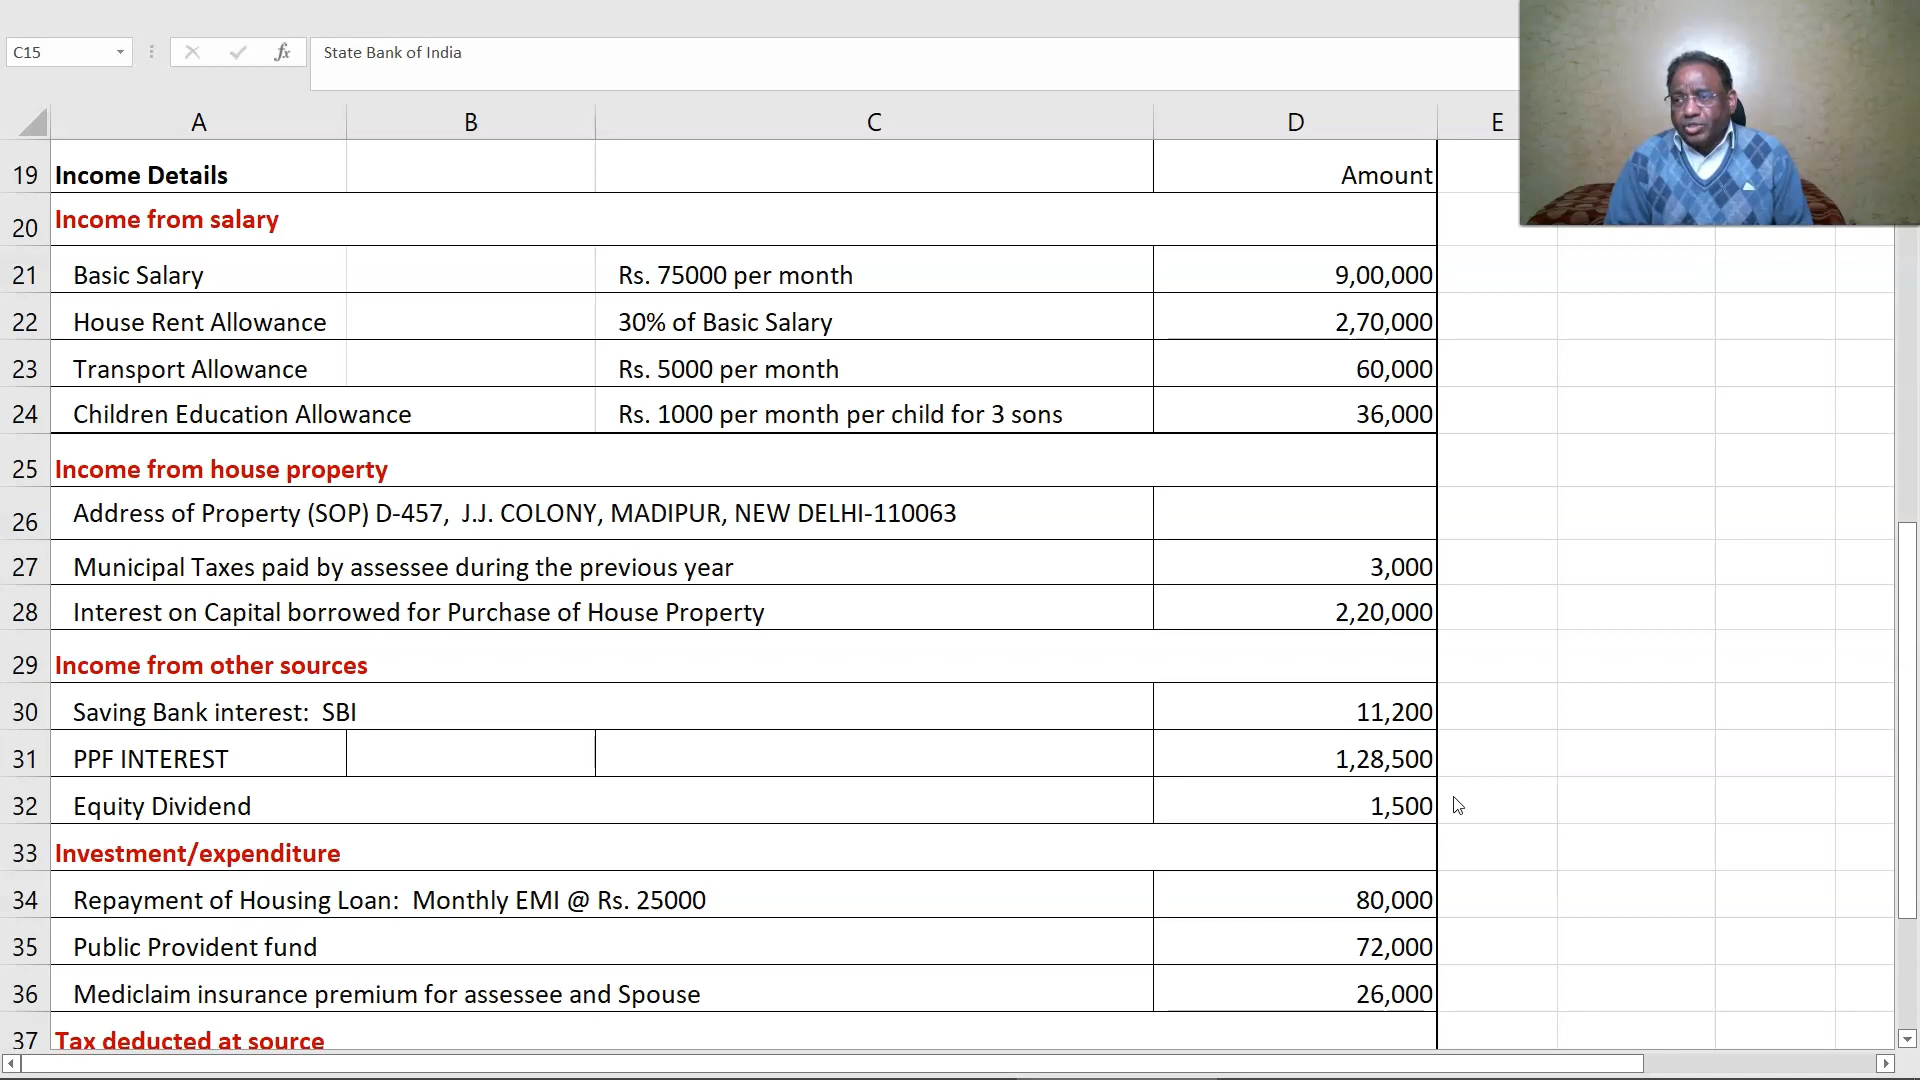 C15
fx
State Bank of India
A B C D E
19 Income Details Amount
20 Income from salary
21 Basic Salary Rs. 75000 per month 9,00,000
22 House Rent Allowance 30% of Basic Salary 2,70,000
23 Transport Allowance Rs. 5000 per month 60,000
24 Children Education Allowance Rs. 1000 per month per child for 3 sons 36,000
25 Income from house property
26 Address of Property (SOP) D-457, J.J. COLONY, MADIPUR, NEW DELHI-110063
27 Municipal Taxes paid by assessee during the previous year 3,000
28 Interest on Capital borrowed for Purchase of House Property 2,20,000
29 Income from other sources
30 Saving Bank interest: SBI 11,200
31 PPF INTEREST 1,28,500
32 Equity Dividend 1,500
33 Investment/expenditure
34 Repayment of Housing Loan: Monthly EMI @ Rs. 25000 80,000
35 Public Provident fund 72,000
36 Mediclaim insurance premium for assessee and Spouse 26,000
37 Tax deducted at source